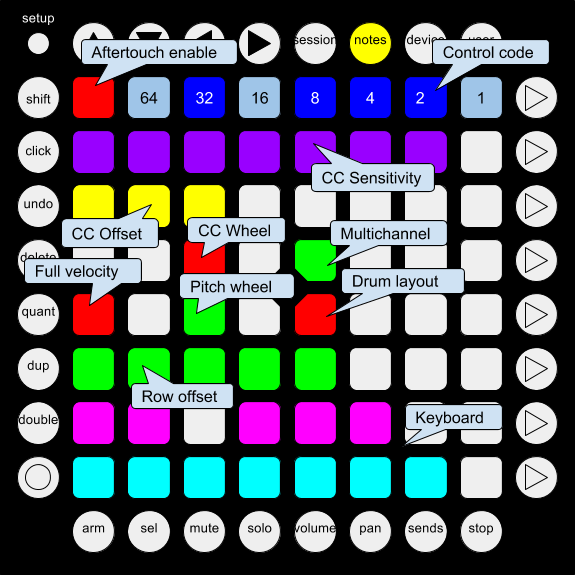 setup
session
notes
device
user
Aftertouch enable
Control code
shift
64
32
16
8
4
2
1
click
CC Sensitivity
undo
CC Offset
CC Wheel
Multichannel
delete
Full velocity
Pitch wheel
Drum layout
quant
dup
Row offset
double
Keyboard
arm
sel
mute
solo
volume
pan
sends
stop